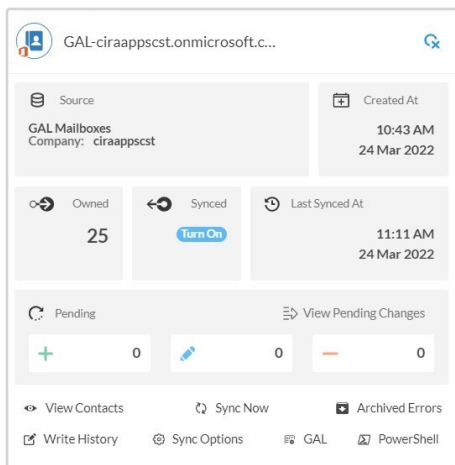 GAL-ciraappscst.onmicrosoft.c...
Source
GAL Mailboxes
Company: ciraappscst
Created At
10:43 AM
24 Mar 2022
Owned
25
Synced
Turn On
Last Synced At
11:11 AM
24 Mar 2022
Pending
View Pending Changes
0
0
0
View Contacts
Sync Now
Archived Errors
Write History
Sync Options
GAL
PowerShell